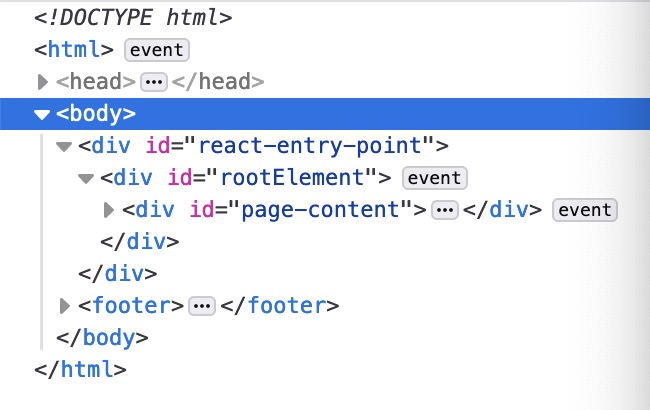 <!DOCTYPE html>
<html> event
<head> ••• </head>
<body>
<div id="react-entry-point">
<div id="rootElement"> event
<div id="page-content"> ••• </div> event
</div>
</div>
<footer> ••• </footer>
</body>
</html>